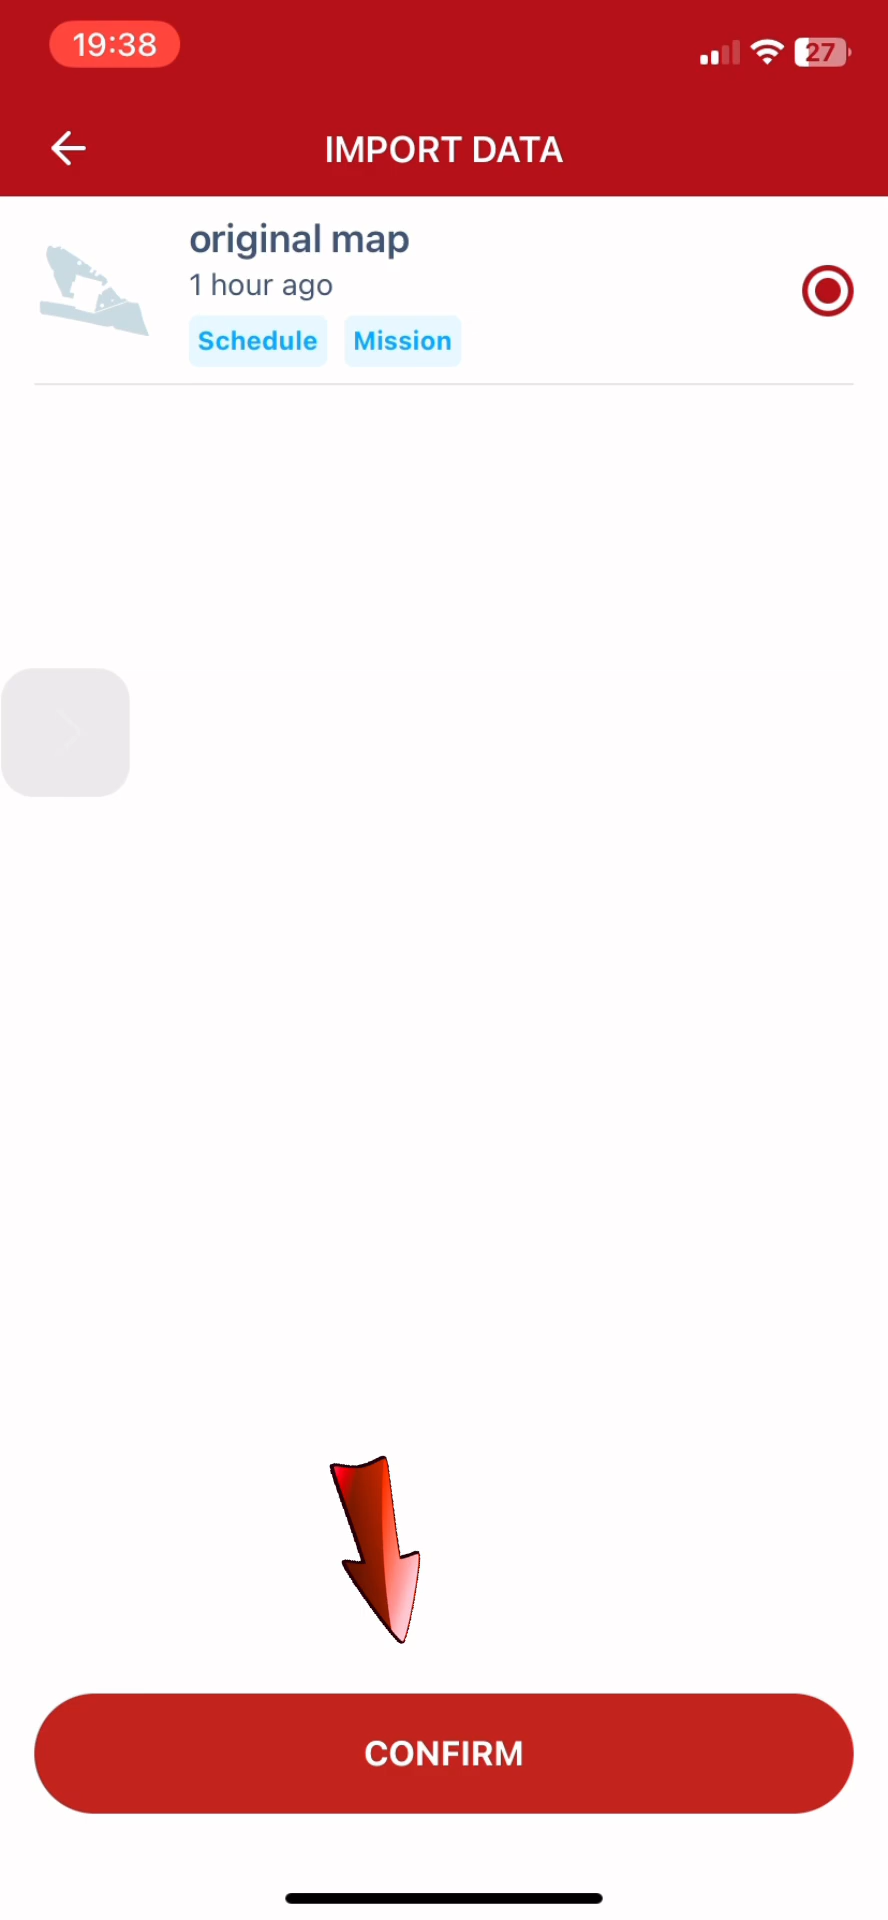 19:38
27
IMPORT DATA
original map
1 hour ago
Schedule Mission
CONFIRM